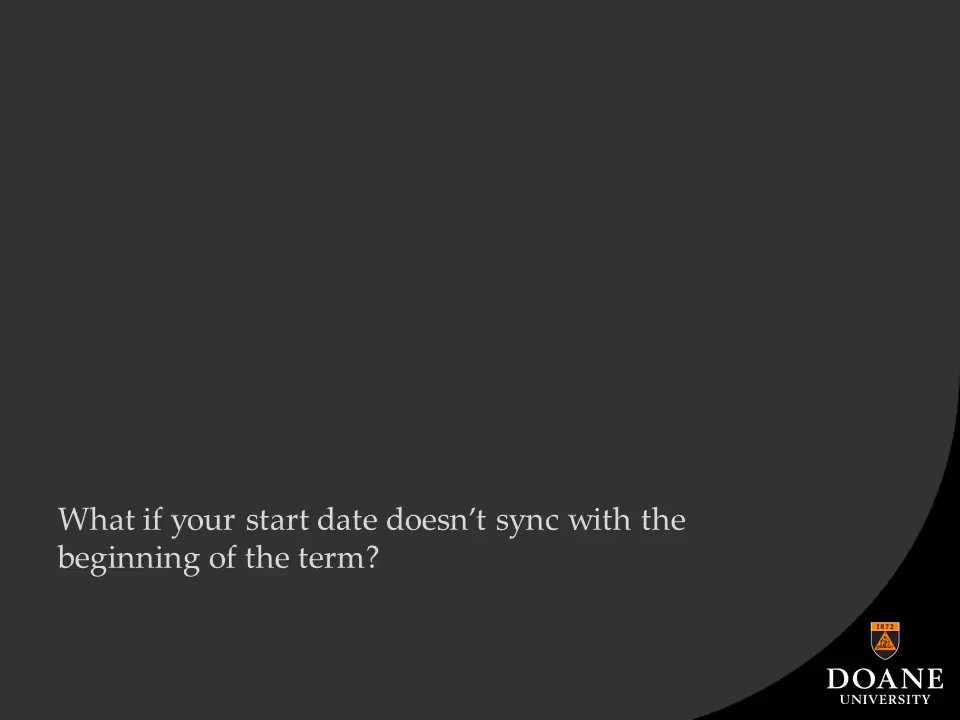 What if your start date doesn’t sync with the
beginning of the term?
1872
DOANE
UNIVERSITY